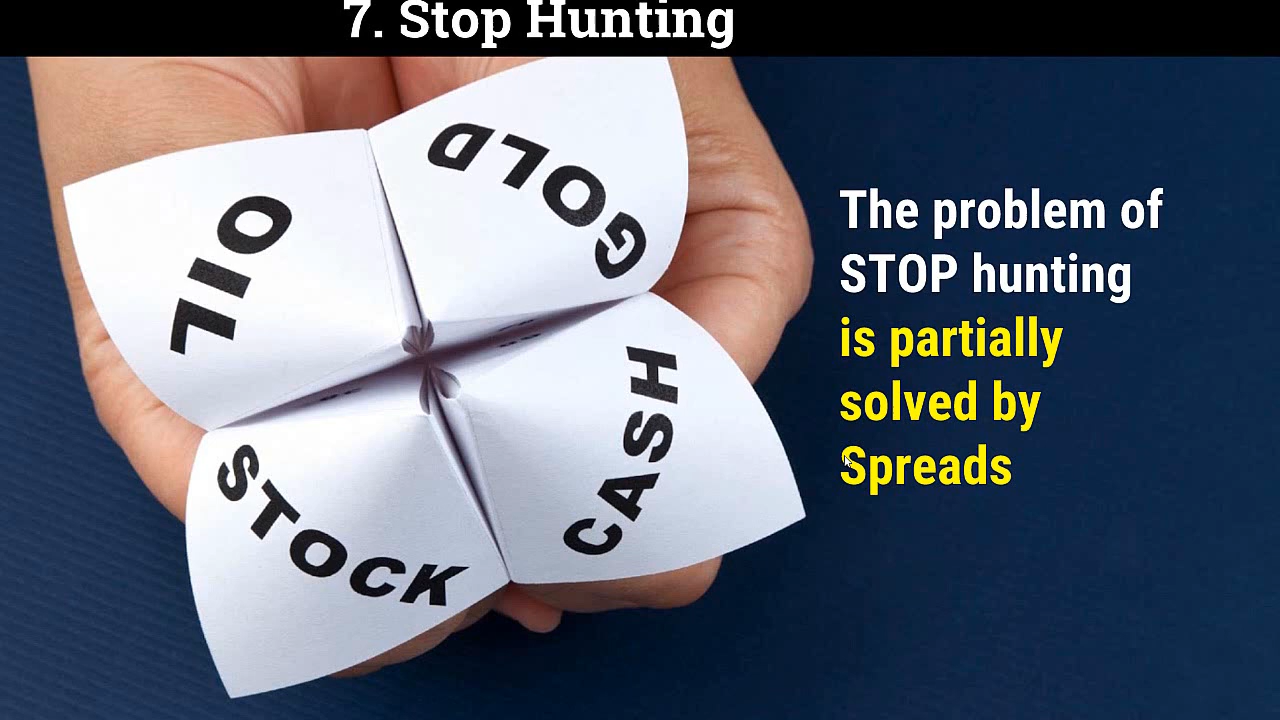 7. Stop Hunting
OIL
GOLD
CASH
STOCK
The problem of
STOP hunting
is partially
solved by
Spreads